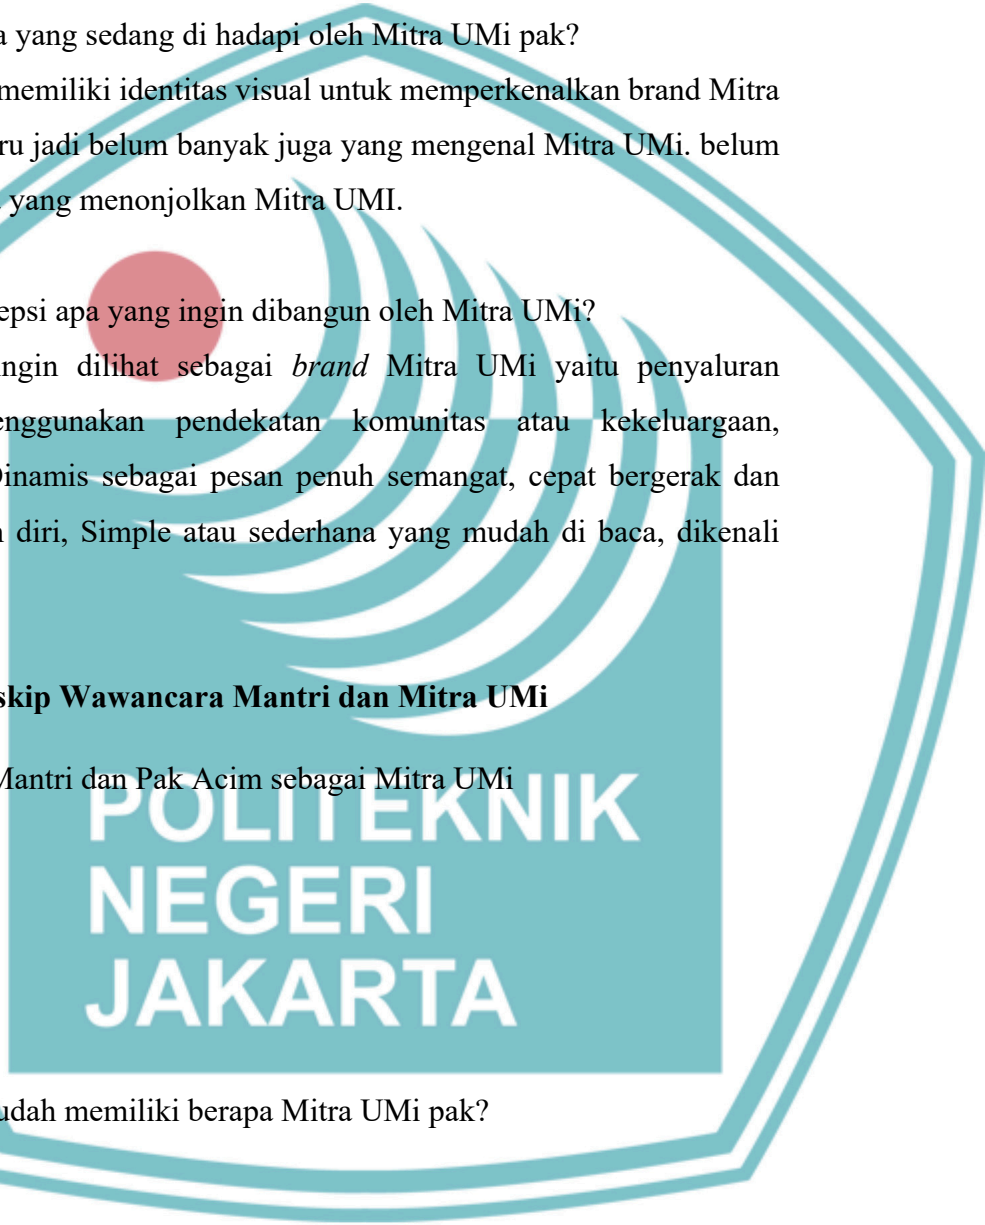 a yang sedang di hadapi oleh Mitra UMi pak?
memiliki identitas visual untuk memperkenalkan brand Mitra
ru jadi belum banyak juga yang mengenal Mitra UMi. belum
yang menonjolkan Mitra UMI.
epsi apa yang ingin dibangun oleh Mitra UMi?
ngin dilihat sebagai brand Mitra UMi yaitu penyaluran
enggunakan pendekatan komunitas atau kekeluargaan,
Dinamis sebagai pesan penuh semangat, cepat bergerak dan
n diri, Simple atau sederhana yang mudah di baca, dikenali
skip Wawancara Mantri dan Mitra UMi
Mantri dan Pak Acim sebagai Mitra UMi
POLITEKNIK
NEGERI
JAKARTA
udah memiliki berapa Mitra UMi pak?